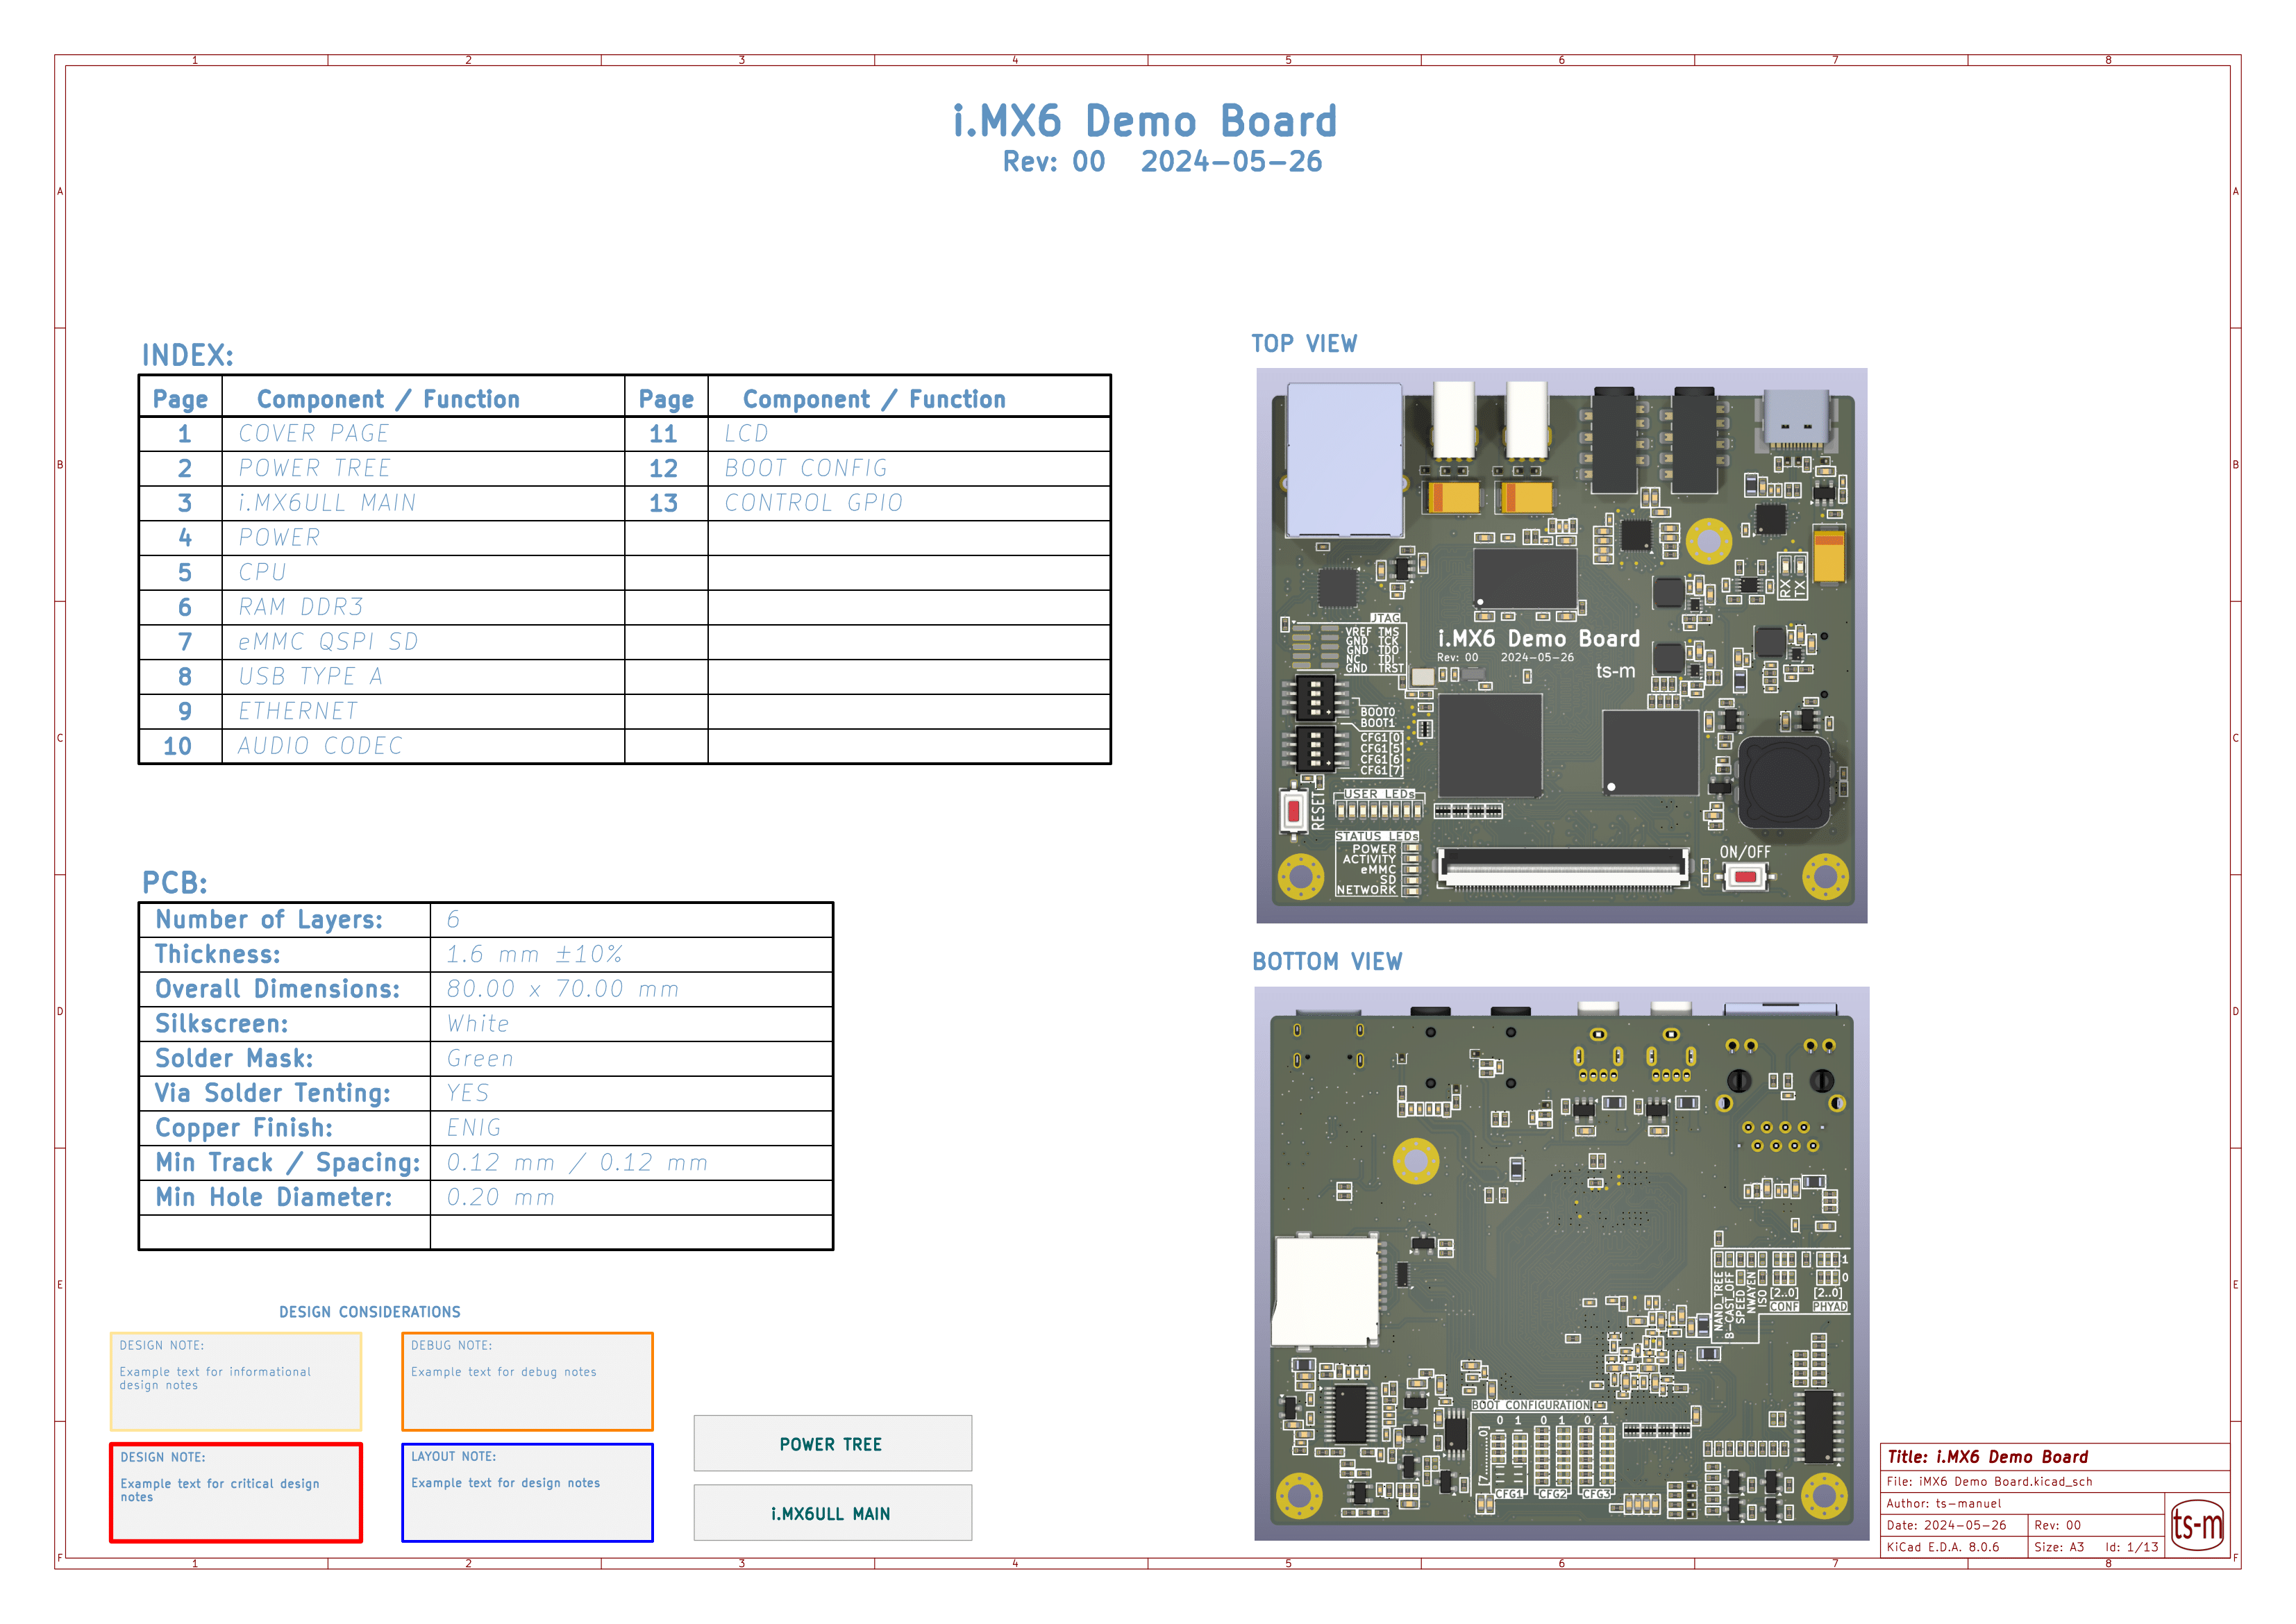 1 2 3 4 5 6 7 8
i.MX6 Demo Board
Rev: 00 2024-05-26
A A
B B
C C
D D
E E
F F
INDEX:
Page Component / Function Page Component / Function
1 COVER PAGE 11 LCD
2 POWER TREE 12 BOOT CONFIG
3 i.MX6ULL MAIN 13 CONTROL GPIO
4 POWER
5 CPU
6 RAM DDR3
7 eMMC QSPI SD
8 USB TYPE A
9 ETHERNET
10 AUDIO CODEC
PCB:
Number of Layers: 6
Thickness: 1.6 mm ±10%
Overall Dimensions: 80.00 x 70.00 mm
Silkscreen: White
Solder Mask: Green
Via Solder Tenting: YES
Copper Finish: ENIG
Min Track / Spacing: 0.12 mm / 0.12 mm
Min Hole Diameter: 0.20 mm
DESIGN CONSIDERATIONS
DESIGN NOTE:
Example text for informational
design notes
DEBUG NOTE:
Example text for debug notes
DESIGN NOTE:
Example text for critical design
notes
LAYOUT NOTE:
Example text for design notes
POWER TREE
i.MX6ULL MAIN
TOP VIEW
RX
TX
JTAG
VREF TMS
GND TCK
GND TDO
NC TDI
GND TRST
i.MX6 Demo Board
Rev: 00 2024-05-26
ts-m
BOOT0
BOOT1
CFG1[0]
CFG1[5]
CFG1[6]
CFG1[7]
RESET
USER LEDs
STATUS LEDs
POWER
ACTIVITY
eMMC
SD
NETWORK
ON/OFF
BOTTOM VIEW
1
0
NAND_TREE
B-CAST_OFF
SPEED
NWAYEN
ISO
[2..0] [2..0]
CONF PHYAD
BOOT CONFIGURATION
0 1 0 1 0 1
[7.........0]
CFG1 CFG2 CFG3
Title: i.MX6 Demo Board
File: iMX6 Demo Board.kicad_sch
Author: ts-manuel
Date: 2024-05-26 Rev: 00
KiCad E.D.A. 8.0.6 Size: A3 Id: 1/13
ts-m
1 2 3 4 5 6 7 8